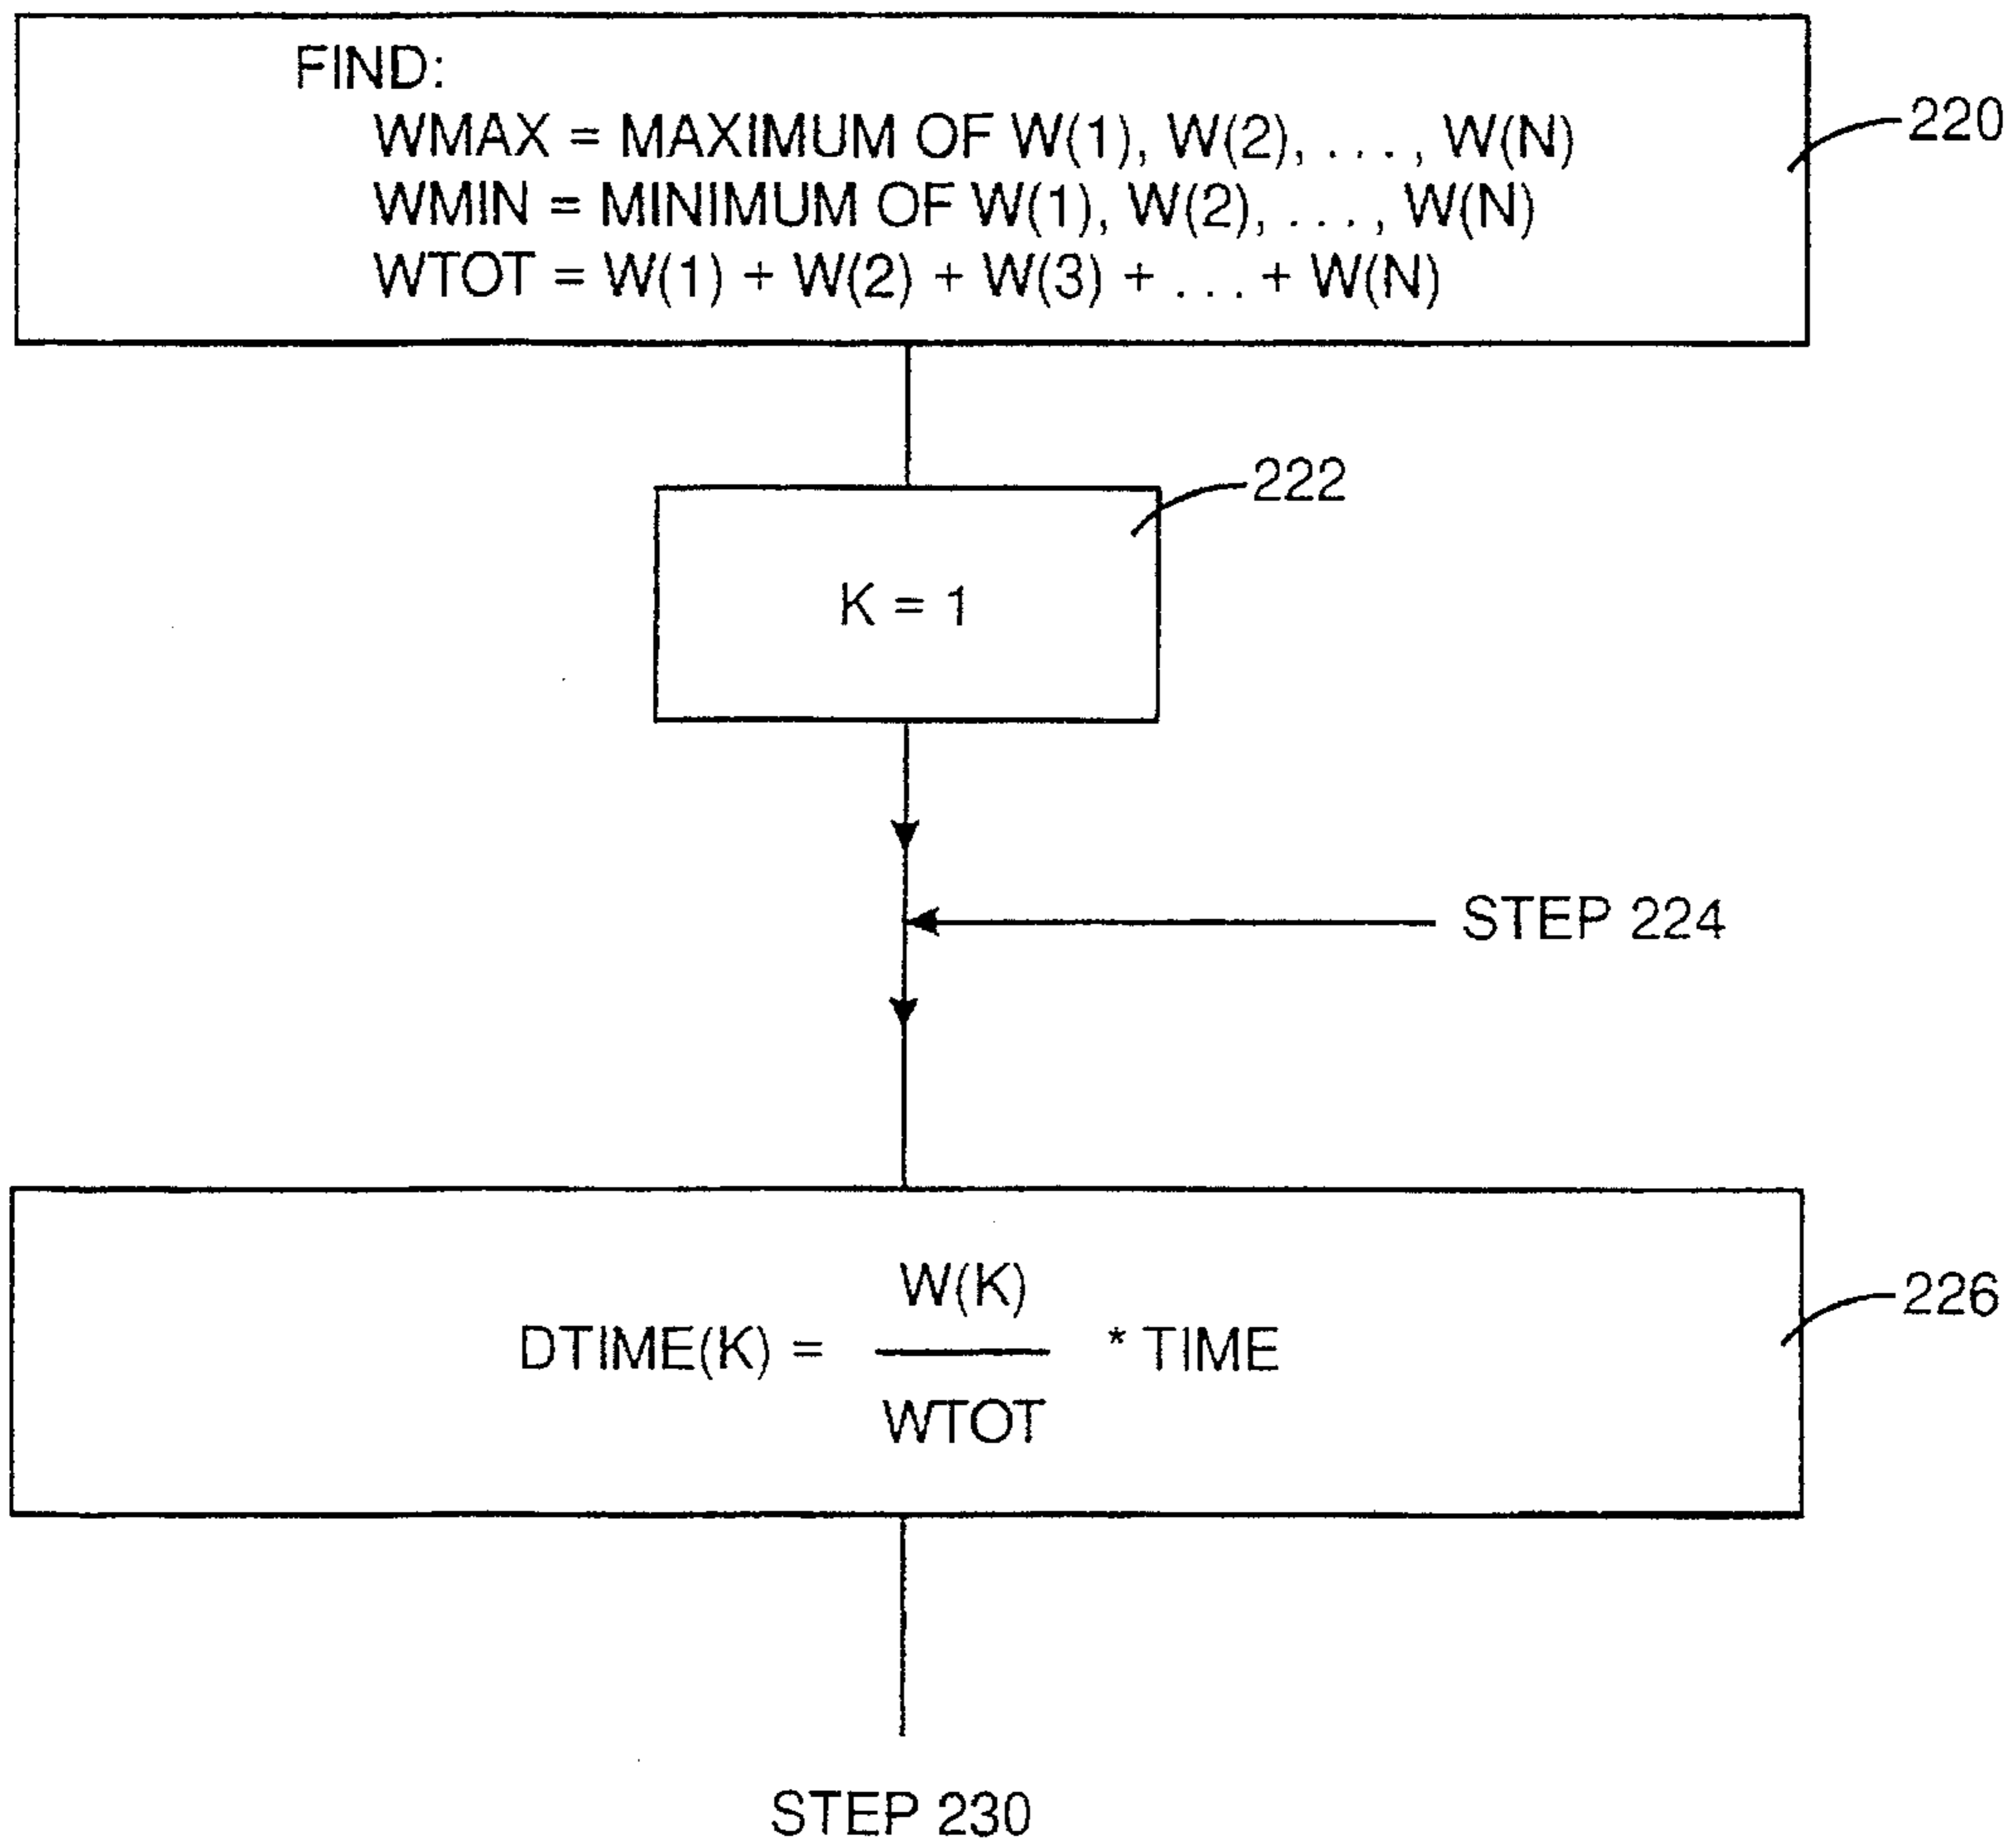 FIND:
WMAX = MAXIMUM OF W(1), W(2), . . . , W(N)
WMIN = MINIMUM OF W(1), W(2), . . . , W(N)
WTOT = W(1) + W(2) + W(3) + . . . + W(N)
220
222
K = 1
STEP 224
W(K)
DTIME(K) = * TIME
WTOT
226
STEP 230